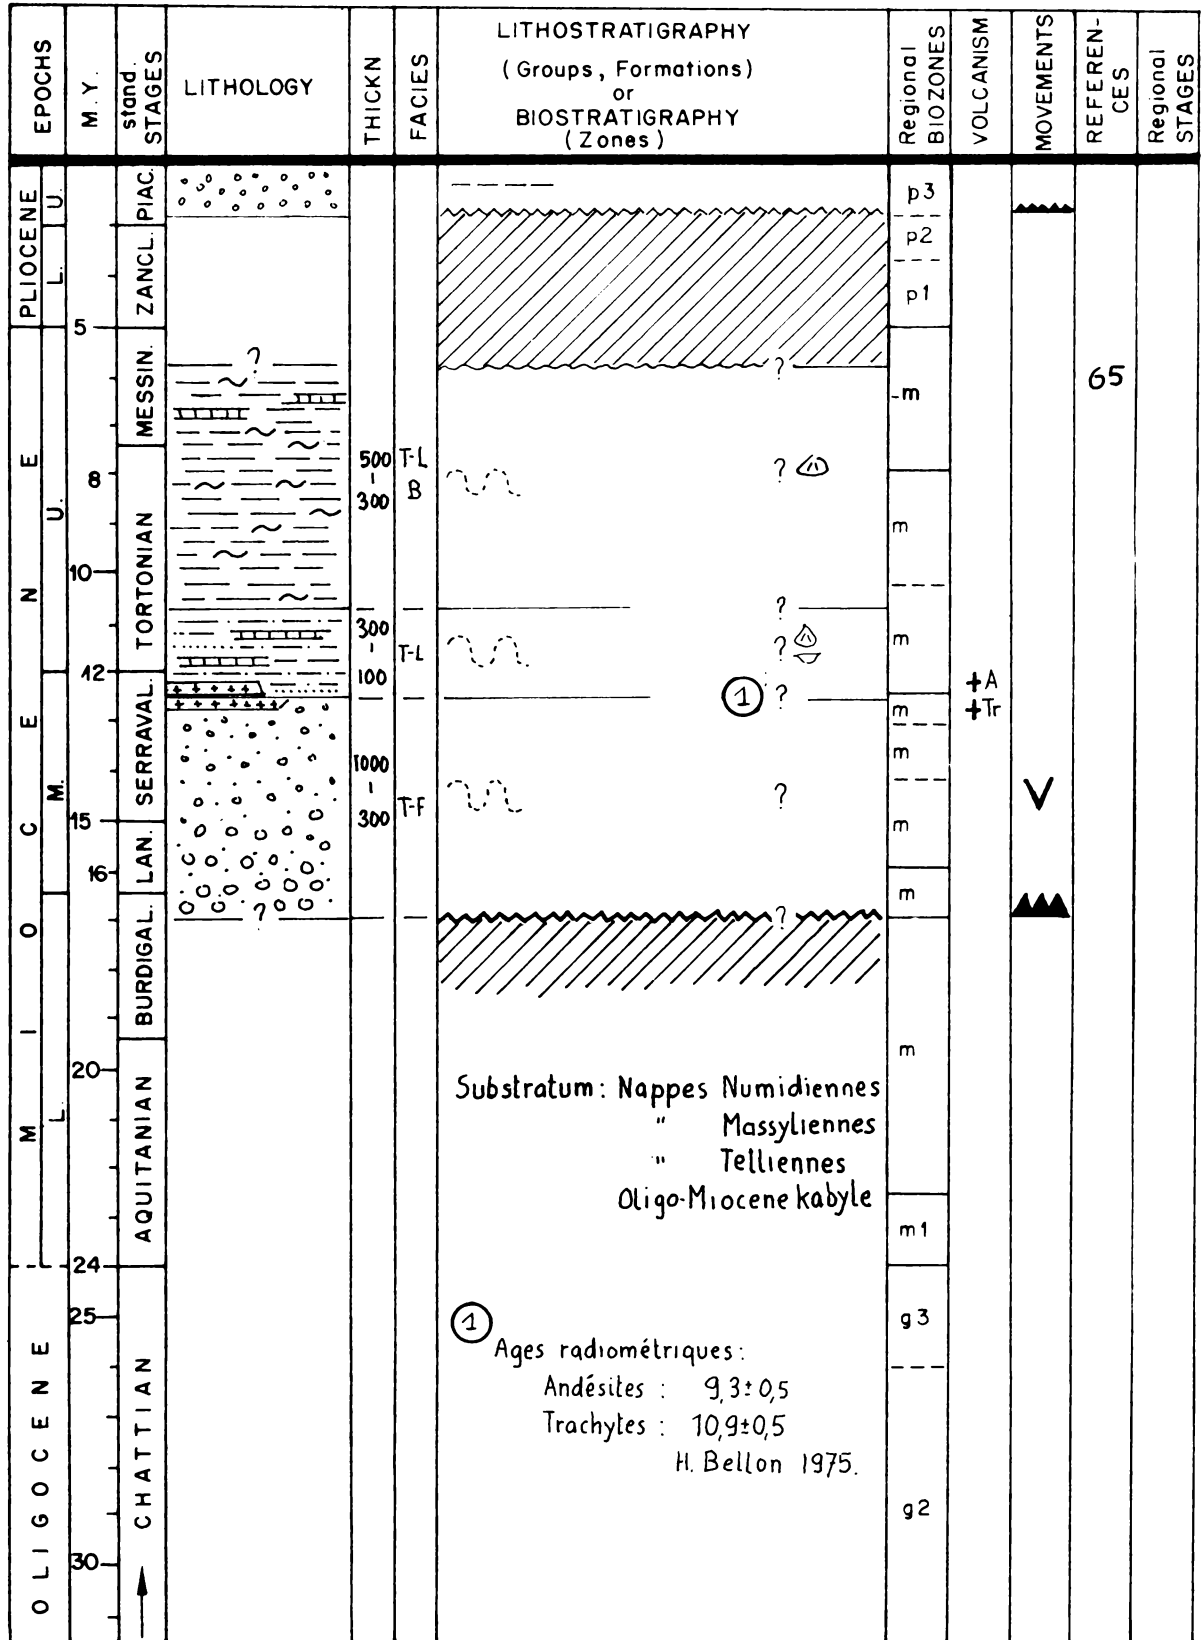 EPOCHS
M.Y.
stand. STAGES
LITHOLOGY
THICKN
FACIES
LITHOSTRATIGRAPHY
(Groups, Formations)
or
BIOSTRATIGRAPHY
(Zones)
Regional BIOZONES
VOLCANISM
MOVEMENTS
REFEREN-
CES
Regional STAGES
PLIOCENE
U.
L.
MIOCENE
U.
M.
L.
OLIGOCENE
5
8
10
12
15
16
20
24
25
30
PIAC.
ZANCL.
MESSIN.
TORTONIAN
SERRAVAL.
LAN.
BURDIGAL.
AQUITANIAN
CHATTIAN
?
?
500
-
300
300
-
100
1000
-
300
T-L
B
T-L
T-F
?
?
?
?
1 ?
?
?
p3
p2
p1
-m
m
m
m
m
m
m
m
m1
g3
g2
+A
+Tr
V
65
Substratum: Nappes Numidiennes
" Massyliennes
" Telliennes
Oligo-Miocene kabyle
1
Ages radiométriques:
Andésites : 9,3±0,5
Trachytes : 10,9±0,5
H. Bellon 1975.